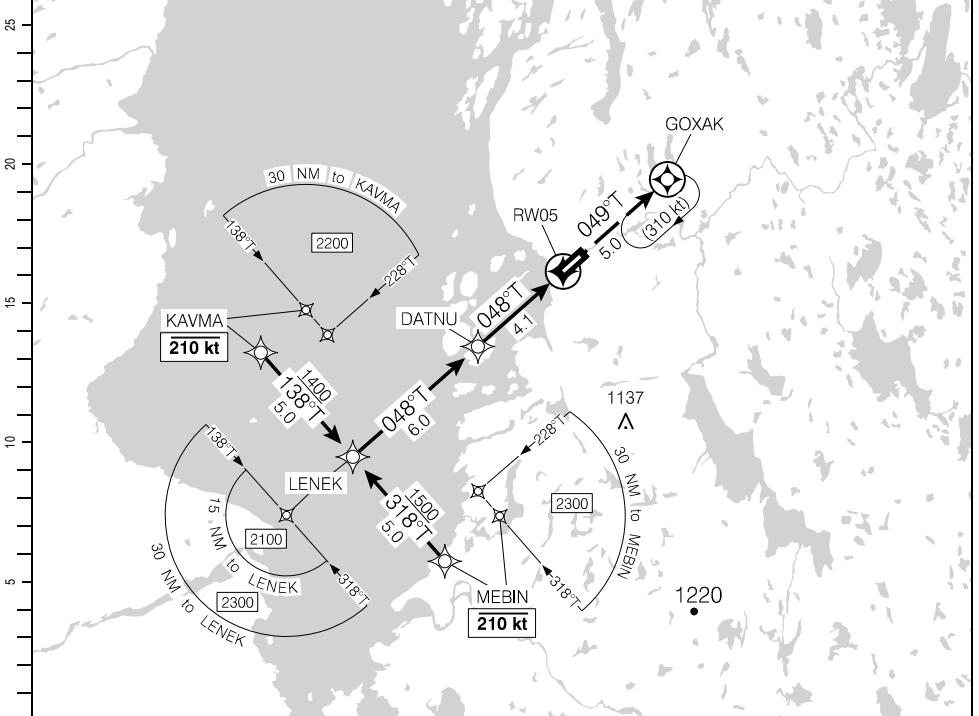 25
20
15
10
5
GOXAK
RW05
049°T
5.0
(310 kt)
30 NM to KAVMA
138°T
2200
228°T
DATNU
048°T
4.1
KAVMA
210 kt
1400
138°T
5.0
048°T
6.0
1137
138°T
LENEK
228°T
30 NM to MEBIN
2300
318°T
1500
318°T
5.0
15 NM to LENEK
2100
30 NM to LENEK
2300
318°T
MEBIN
210 kt
1220